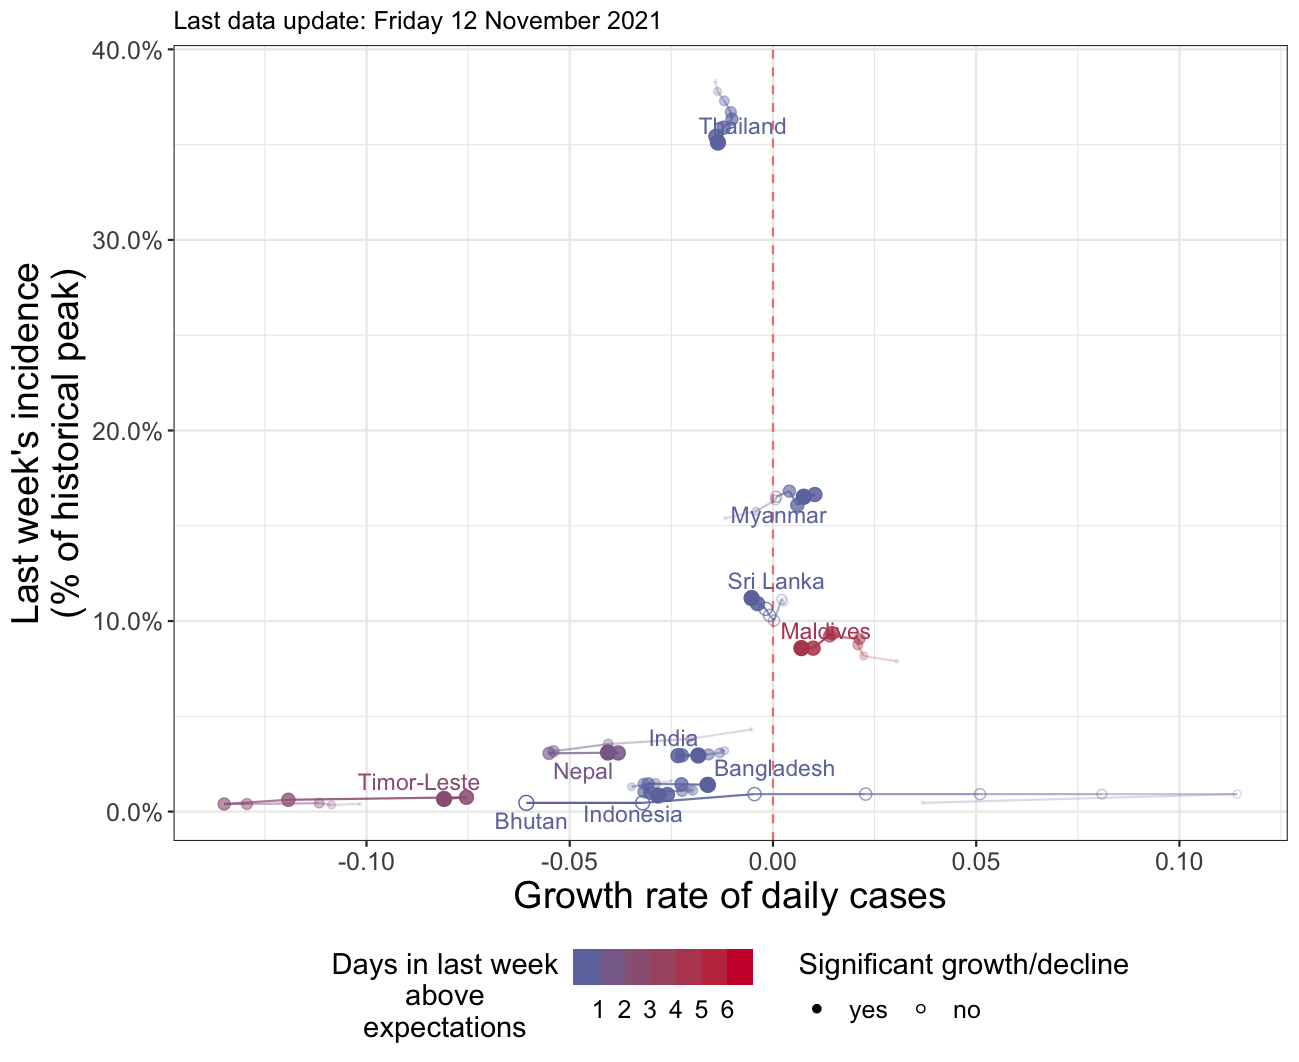 Last data update: Friday 12 November 2021
40.0%
30.0%
20.0%
10.0%
0.0%
Last week's incidence
(% of historical peak)
Thailand
Myanmar
Sri Lanka
Maldives
India
Nepal
Bangladesh
Timor-Leste
Bhutan
Indonesia
-0.10
-0.05
0.00
0.05
0.10
Growth rate of daily cases
Days in last week
above
expectations
1 2 3 4 5 6
Significant growth/decline
yes no